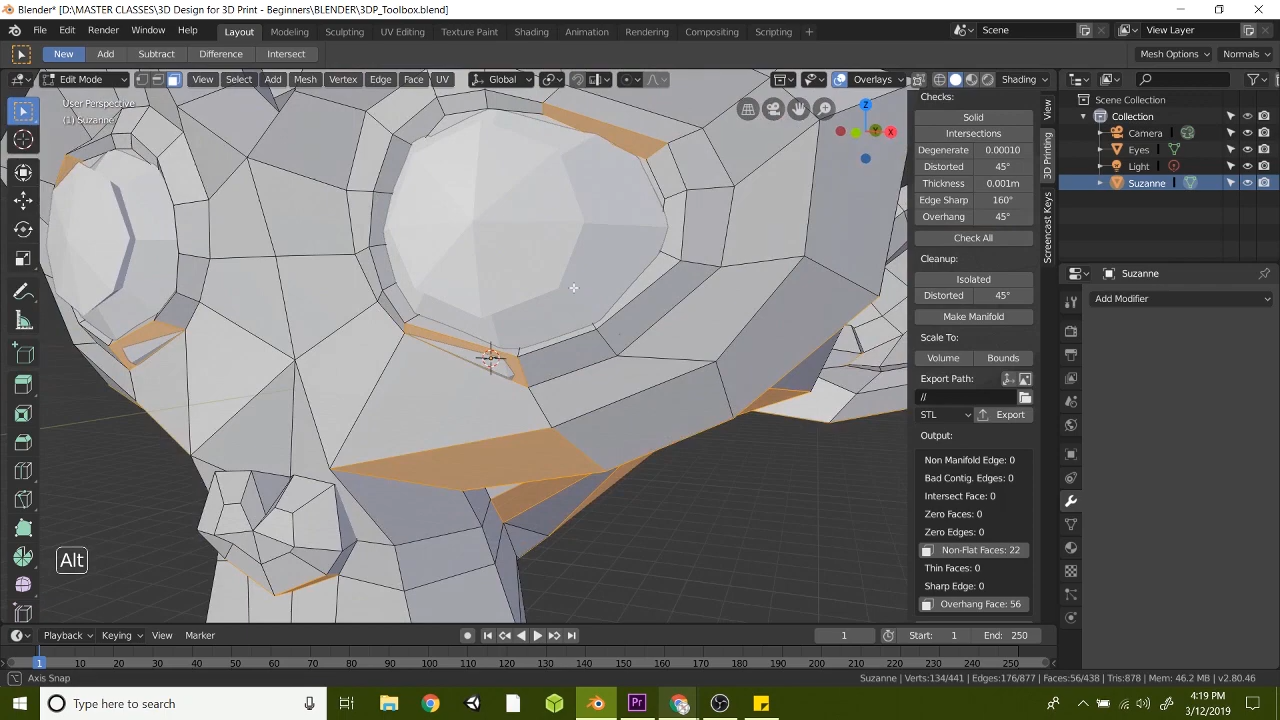 Blender* [D:\MASTER CLASSES\3D Design for 3D Print - Beginners\BLENDER\3DP_Toolbox.blend]
File Edit Render Window Help Layout Modeling Sculpting UV Editing Texture Paint Shading Animation Rendering Compositing Scripting + Scene View Layer
New Add Subtract Difference Intersect Mesh Options Normals
Edit Mode View Select Add Mesh Vertex Edge Face UV Global Overlays Shading
User Perspective
(1) Suzanne
Z
Y
X
Checks:
Solid
Intersections
Degenerate 0.00010
Distorted 45°
Thickness 0.001m
Edge Sharp 160°
Overhang 45°
Check All
Cleanup:
Isolated
Distorted 45°
Make Manifold
Scale To:
Volume Bounds
Export Path:
//
STL Export
Output:
Non Manifold Edge: 0
Bad Contig. Edges: 0
Intersect Face: 0
Zero Faces: 0
Zero Edges: 0
Non-Flat Faces: 22
Thin Faces: 0
Sharp Edge: 0
Overhang Face: 56
View
3D Printing
Screencast Keys
Scene Collection
Collection
Camera
Eyes
Light
Suzanne
Suzanne
Add Modifier
Alt
Playback Keying View Marker 1 Start: 1 End: 250
1 10 20 30 40 50 60 70 80 90 100 110 120 130 140 150 160 170 180 190 200 210 220 230 240 250
Axis Snap
Suzanne | Verts:134/441 | Edges:176/877 | Faces:56/438 | Tris:878 | Mem: 46.2 MB | v2.80.46
Type here to search
Pr
4:19 PM
3/12/2019